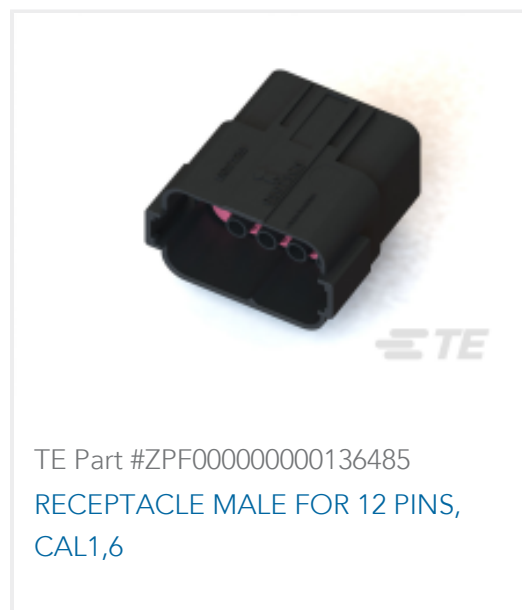 TE
TE Part #ZPF000000000136485
RECEPTACLE MALE FOR 12 PINS,
CAL1,6